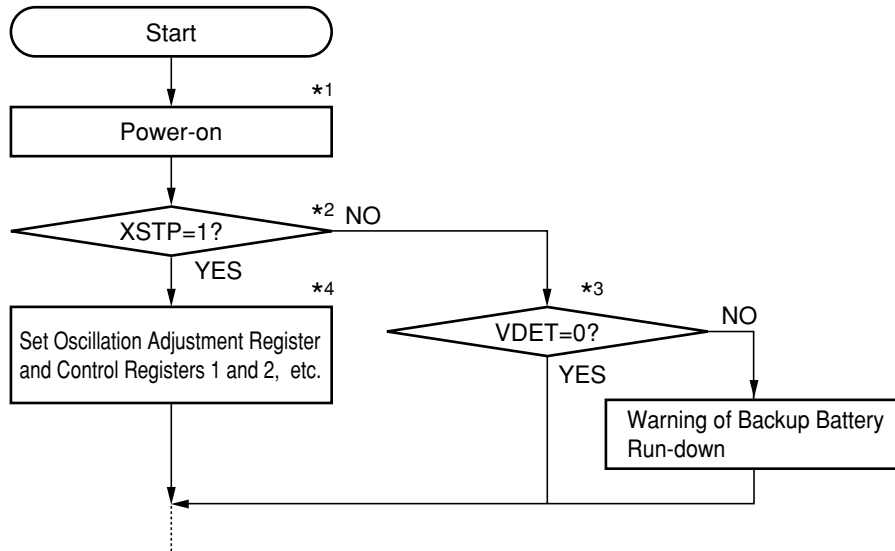 Start
*1
Power-on
*2
XSTP=1?
NO
YES
*4
Set Oscillation Adjustment Register
and Control Registers 1 and 2, etc.
*3
VDET=0?
NO
YES
Warning of Backup Battery
Run-down